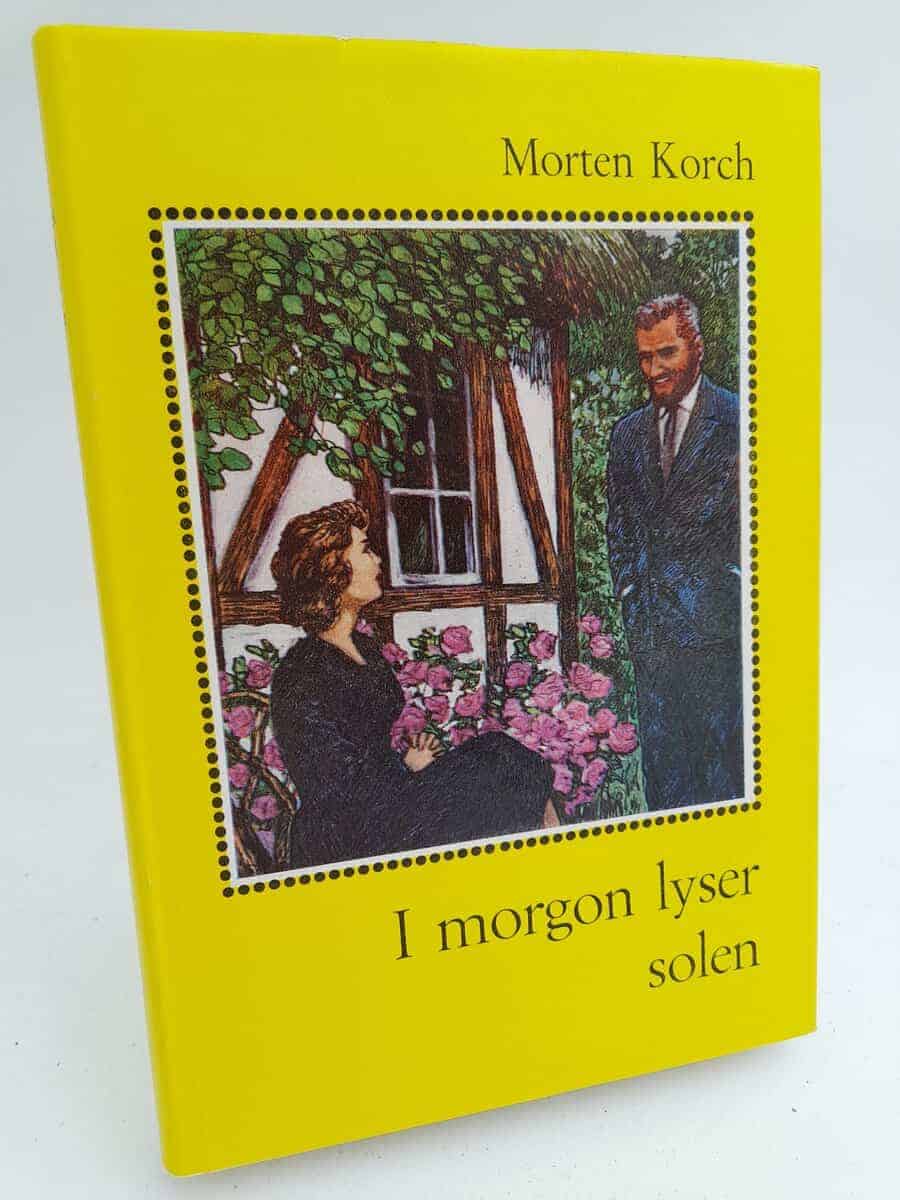 Morten Korch
I morgon lyser
solen